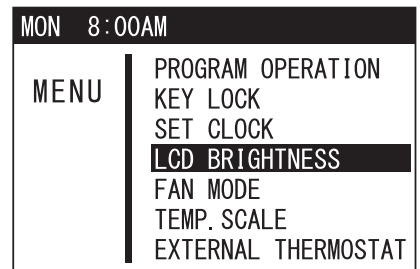 MON 8:00AM
MENU
PROGRAM OPERATION
KEY LOCK
SET CLOCK
LCD BRIGHTNESS
FAN MODE
TEMP. SCALE
EXTERNAL THERMOSTAT